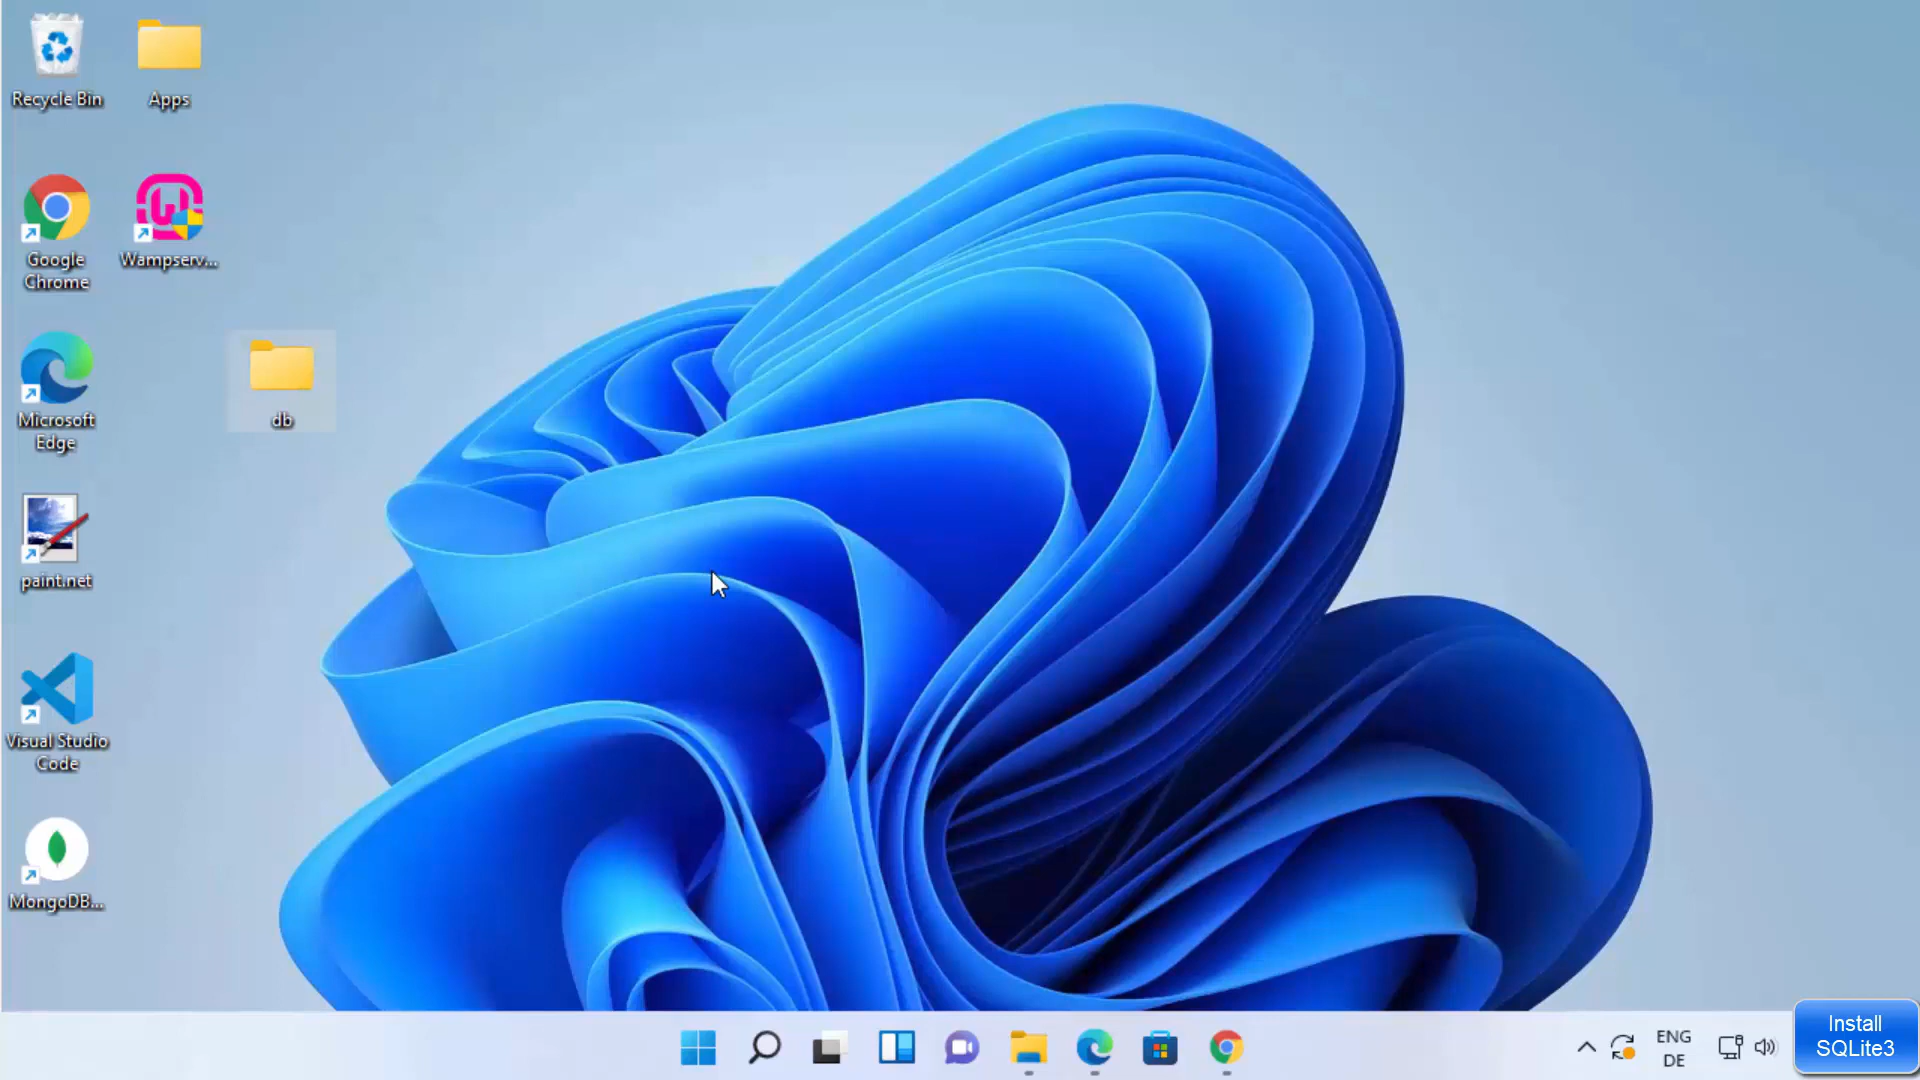 Recycle Bin
Apps
Google
Chrome
Wampserv...
Microsoft
Edge
db
paint.net
Visual Studio
Code
MongoDB...
ENG
DE
Install
SQLite3